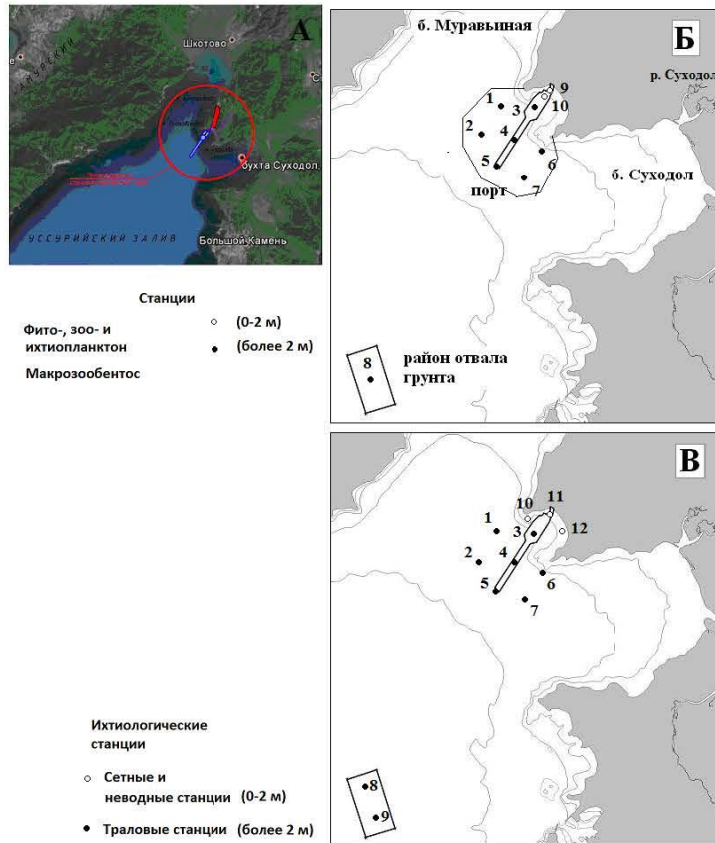 А
Шкотово
УССУРИЙСКИЙ ЗАЛИВ
бухта Суходол
Большой Камень
Станции
Фито-, зоо- и
ихтиопланктон
Макрозообентос
(0-2 м)
(более 2 м)
Б
б. Муравьиная
р. Суходол
б. Суходол
порт
район отвала
грунта
1
2
3
4
5
6
7
8
9
10
В
1
2
3
4
5
6
7
8
9
10
11
12
Ихтиологические
станции
Сетные и
неводные станции (0-2 м)
Траловые станции (более 2 м)